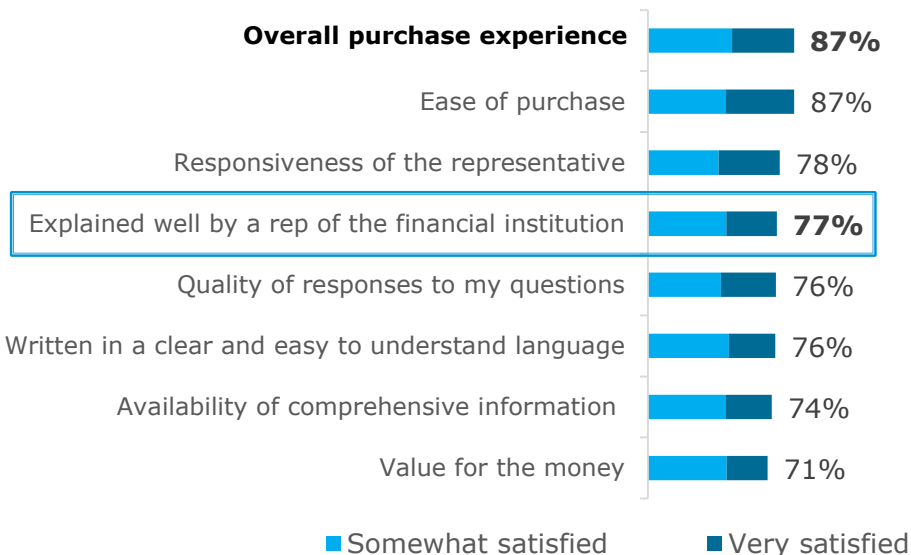 Overall purchase experience 87%
Ease of purchase 87%
Responsiveness of the representative 78%
Explained well by a rep of the financial institution 77%
Quality of responses to my questions 76%
Written in a clear and easy to understand language 76%
Availability of comprehensive information 74%
Value for the money 71%
Somewhat satisfied Very satisfied